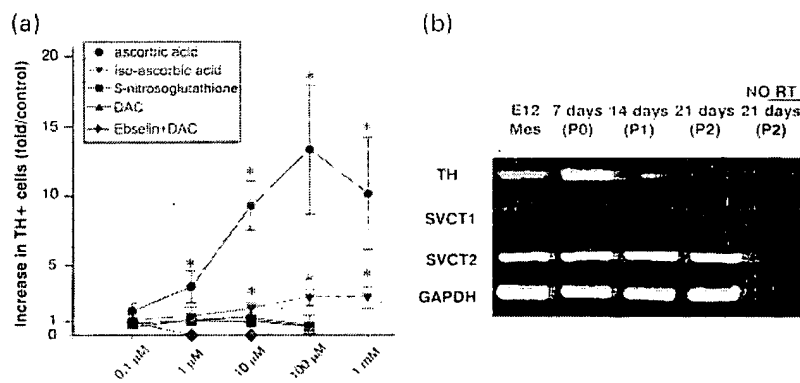 (a)
Increase in TH+ cells (fold/control)
20
15
10
5
1
0
ascorbic acid
iso-ascorbic acid
S-nitrosoglutathione
DAC
Ebselin+DAC
0.1 µM
1 µM
10 µM
100 µM
1 mM
(b)
NO RT
E12 7 days 14 days 21 days 21 days
Mes (P0) (P1) (P2) (P2)
TH
SVCT1
SVCT2
GAPDH